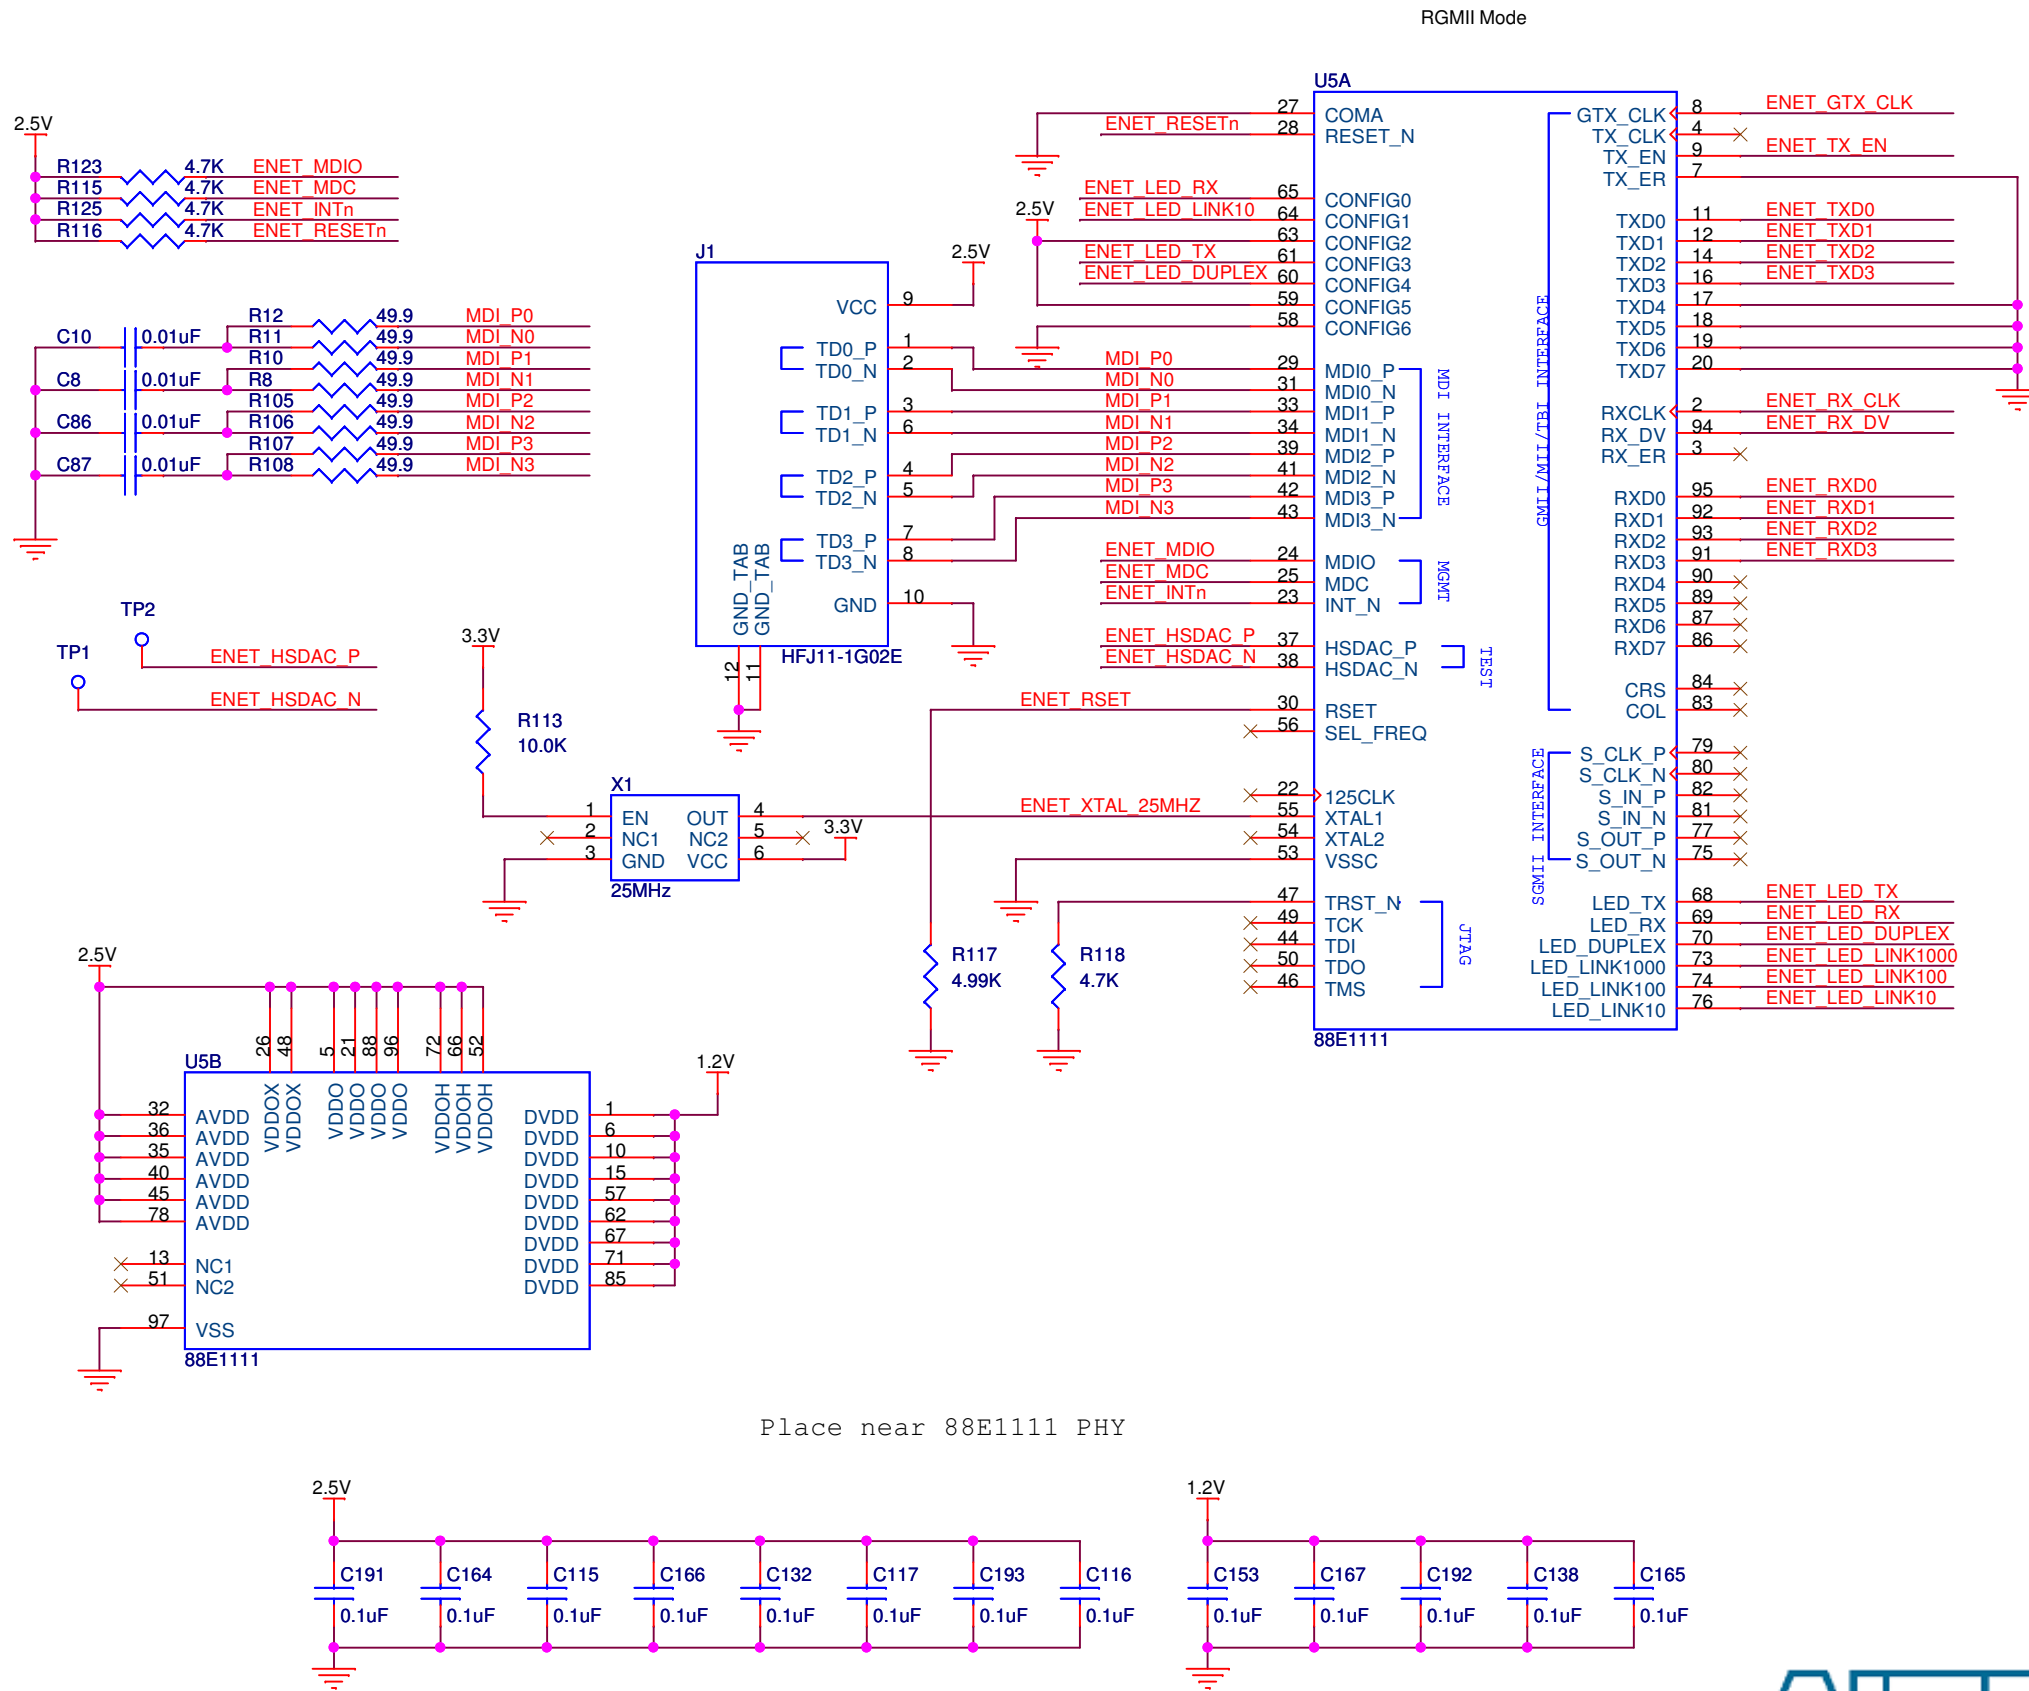 RGMII Mode
2.5V
R123 4.7K ENET_MDIO
R115 4.7K ENET_MDC
R125 4.7K ENET_INTn
R116 4.7K ENET_RESETn
C10 0.01uF R12 49.9 MDI_P0
R11 49.9 MDI_N0
C8 0.01uF R10 49.9 MDI_P1
R8 49.9 MDI_N1
C86 0.01uF R105 49.9 MDI_P2
R106 49.9 MDI_N2
C87 0.01uF R107 49.9 MDI_P3
R108 49.9 MDI_N3
TP2
ENET_HSDAC_P
TP1
ENET_HSDAC_N
J1
2.5V
VCC 9
TD0_P 1
TD0_N 2
TD1_P 3
TD1_N 6
TD2_P 4
TD2_N 5
TD3_P 7
TD3_N 8
GND 10
GND_TAB 12
GND_TAB 11
HFJ11-1G02E
3.3V
R113
10.0K
X1
1 EN OUT 4
2 NC1 NC2 5
3 GND VCC 6
3.3V
25MHz
U5A
27 COMA
ENET_RESETn 28 RESET_N
ENET_LED_RX 65 CONFIG0
ENET_LED_LINK10 64 CONFIG1
2.5V
63 CONFIG2
ENET_LED_TX 61 CONFIG3
ENET_LED_DUPLEX 60 CONFIG4
59 CONFIG5
58 CONFIG6
MDI_P0 29 MDI0_P
MDI_N0 31 MDI0_N
MDI_P1 33 MDI1_P
MDI_N1 34 MDI1_N
MDI_P2 39 MDI2_P
MDI_N2 41 MDI2_N
MDI_P3 42 MDI3_P
MDI_N3 43 MDI3_N
MDI INTERFACE
ENET_MDIO 24 MDIO
ENET_MDC 25 MDC
ENET_INTn 23 INT_N
MGMT
ENET_HSDAC_P 37 HSDAC_P
ENET_HSDAC_N 38 HSDAC_N
TEST
ENET_RSET 30 RSET
56 SEL_FREQ
22 125CLK
ENET_XTAL_25MHZ 55 XTAL1
54 XTAL2
53 VSSC
47 TRST_N
49 TCK
44 TDI
50 TDO
46 TMS
JTAG
R117
4.99K
R118
4.7K
88E1111
GTX_CLK 8 ENET_GTX_CLK
TX_CLK 4
TX_EN 9 ENET_TX_EN
TX_ER 7
TXD0 11 ENET_TXD0
TXD1 12 ENET_TXD1
TXD2 14 ENET_TXD2
TXD3 16 ENET_TXD3
TXD4 17
TXD5 18
TXD6 19
TXD7 20
RXCLK 2 ENET_RX_CLK
RX_DV 94 ENET_RX_DV
RX_ER 3
RXD0 95 ENET_RXD0
RXD1 92 ENET_RXD1
RXD2 93 ENET_RXD2
RXD3 91 ENET_RXD3
RXD4 90
RXD5 89
RXD6 87
RXD7 86
CRS 84
COL 83
GMII/MII/TBI INTERFACE
S_CLK_P 79
S_CLK_N 80
S_IN_P 82
S_IN_N 81
S_OUT_P 77
S_OUT_N 75
SGMII INTERFACE
LED_TX 68 ENET_LED_TX
LED_RX 69 ENET_LED_RX
LED_DUPLEX 70 ENET_LED_DUPLEX
LED_LINK1000 73 ENET_LED_LINK1000
LED_LINK100 74 ENET_LED_LINK100
LED_LINK10 76 ENET_LED_LINK10
2.5V
U5B
26 VDDOX
48 VDDOX
5 VDDO
21 VDDO
88 VDDO
96 VDDO
72 VDDOH
66 VDDOH
52 VDDOH
32 AVDD
36 AVDD
35 AVDD
40 AVDD
45 AVDD
78 AVDD
13 NC1
51 NC2
97 VSS
1.2V
DVDD 1
DVDD 6
DVDD 10
DVDD 15
DVDD 57
DVDD 62
DVDD 67
DVDD 71
DVDD 85
88E1111
Place near 88E1111 PHY
2.5V
C191 C164 C115 C166 C132 C117 C193 C116
0.1uF 0.1uF 0.1uF 0.1uF 0.1uF 0.1uF 0.1uF 0.1uF
1.2V
C153 C167 C192 C138 C165
0.1uF 0.1uF 0.1uF 0.1uF 0.1uF